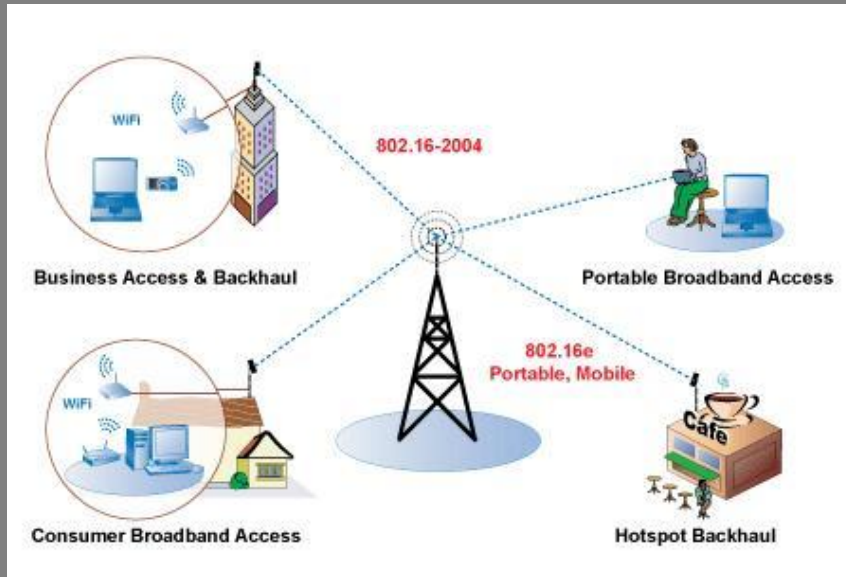 WiFi
802.16-2004
Business Access & Backhaul
Portable Broadband Access
802.16e
Portable, Mobile
WiFi
Cafe
Consumer Broadband Access
Hotspot Backhaul